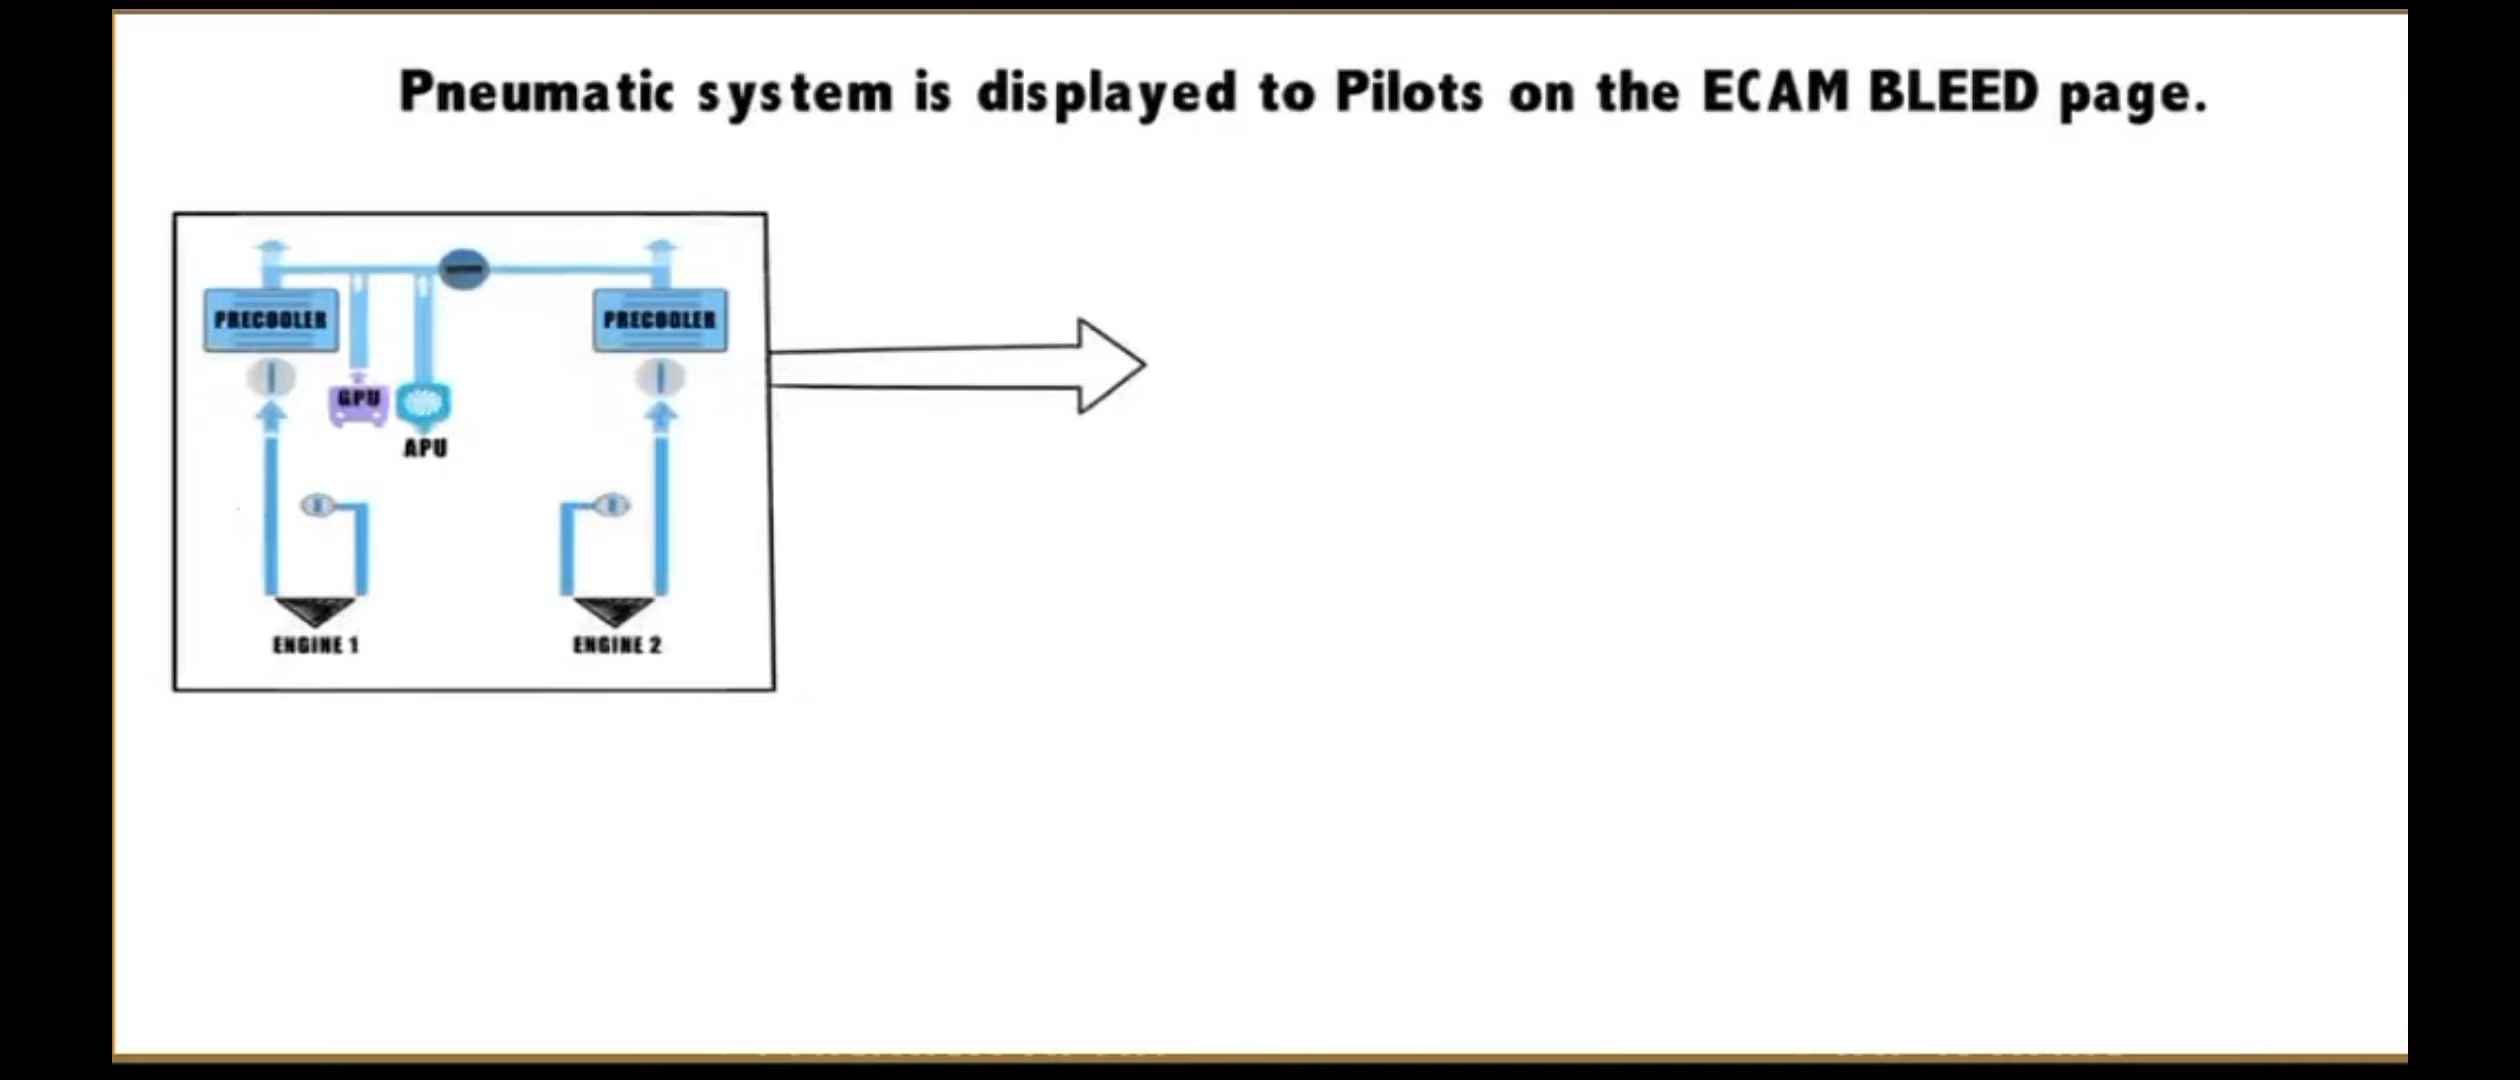 Pneumatic system is displayed to Pilots on the ECAM BLEED page.
PRECOOLER
PRECOOLER
GPU
APU
ENGINE 1
ENGINE 2